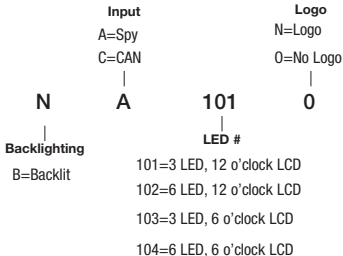 Input
Logo
A=Spy
N=Logo
C=CAN
O=No Logo
N A 101 0
Backlighting
LED #
B=Backlit
101=3 LED, 12 o'clock LCD
102=6 LED, 12 o'clock LCD
103=3 LED, 6 o'clock LCD
104=6 LED, 6 o'clock LCD